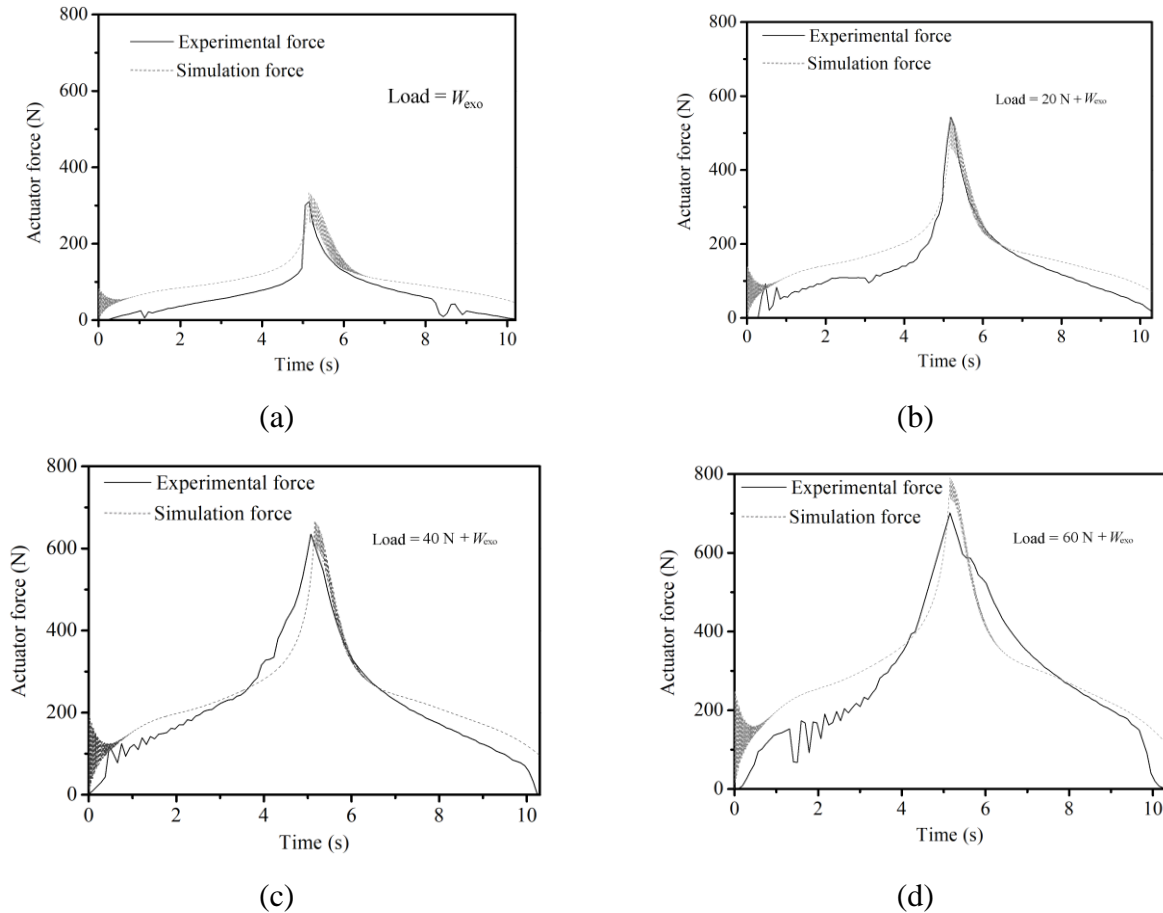 800
Experimental force
Simulation force
600
Load = Wexo
400
200
0
Actuator force (N)
0 2 4 6 8 10
Time (s)
(a)
800
Experimental force
Simulation force
600
Load = 20 N + Wexo
400
200
0
Actuator force (N)
0 2 4 6 8 10
Time (s)
(b)
800
Experimental force
Simulation force
600
Load = 40 N + Wexo
400
200
0
Actuator force (N)
0 2 4 6 8 10
Time (s)
(c)
800
Experimental force
Simulation force
600
Load = 60 N + Wexo
400
200
0
Actuator force (N)
0 2 4 6 8 10
Time (s)
(d)